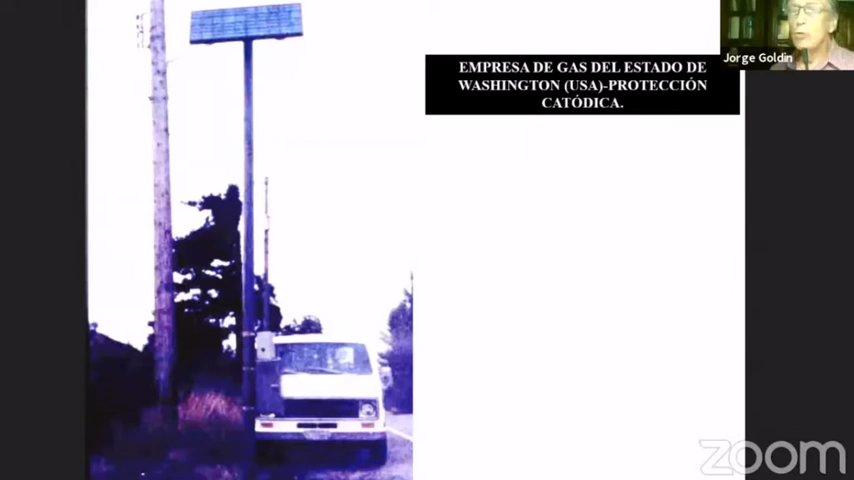 Jorge Goldin
EMPRESA DE GAS DEL ESTADO DE
WASHINGTON (USA)-PROTECCIÓN
CATÓDICA.
zoom